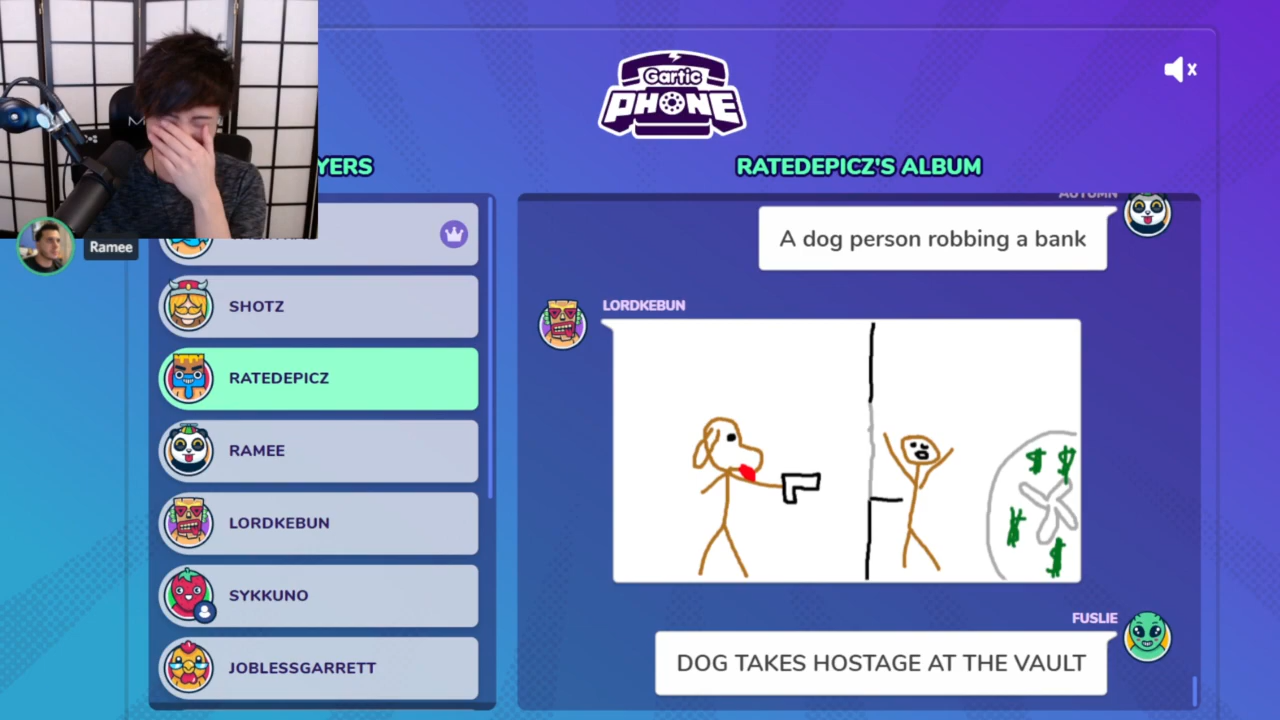 Gartic
PHONE
YERS
RATEDEPICZ'S ALBUM
AUTUMN
A dog person robbing a bank
Ramee
SHOTZ
LORDKEBUN
RATEDEPICZ
RAMEE
LORDKEBUN
SYKKUNO
$ $
$
$
FUSLIE
DOG TAKES HOSTAGE AT THE VAULT
JOBLESSGARRETT